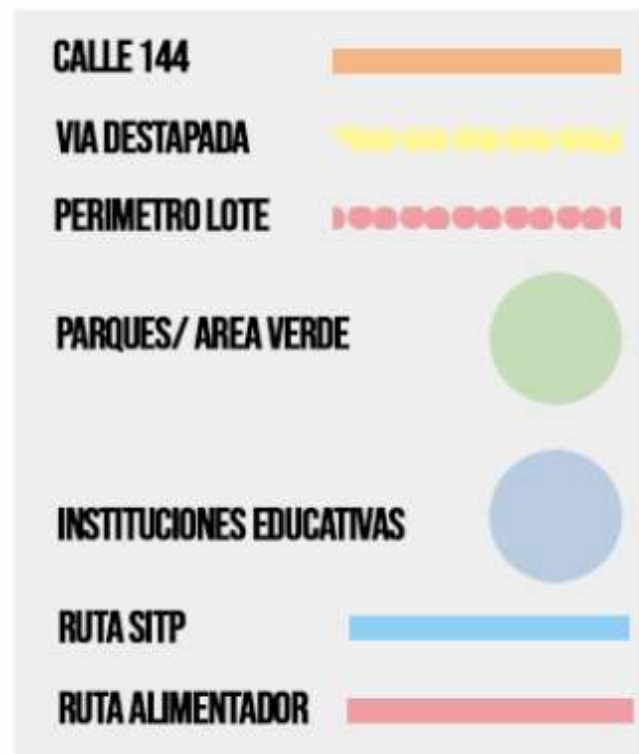 CALLE 144
VIA DESTAPADA
PERIMETRO LOTE
PARQUES/ AREA VERDE
INSTITUCIONES EDUCATIVAS
RUTA SITP
RUTA ALIMENTADOR